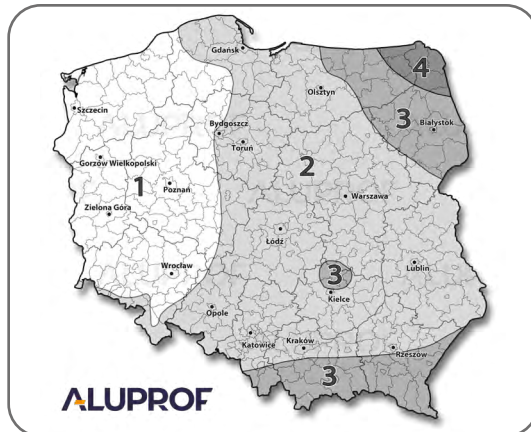 Gdańsk
4
Olsztyn
Szczecin
3
Białystok
Bydgoszcz
Toruń
Gorzów Wielkopolski
1
2
Poznań
Warszawa
Zielona Góra
Łódź
Wrocław
3
Lublin
Kielce
Opole
Katowice
Kraków
Rzeszów
3
ALUPROF